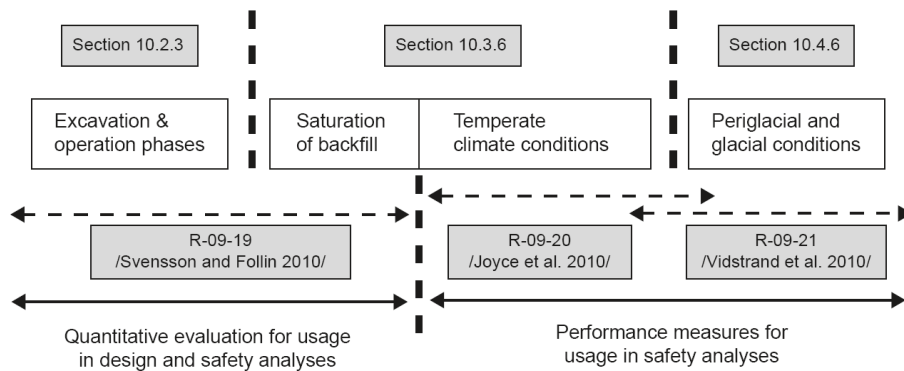 Section 10.2.3
Section 10.3.6
Section 10.4.6
Excavation &
operation phases
Saturation
of backfill
Temperate
climate conditions
Periglacial and
glacial conditions
R-09-19
/Svensson and Follin 2010/
R-09-20
/Joyce et al. 2010/
R-09-21
/Vidstrand et al. 2010/
Quantitative evaluation for usage
in design and safety analyses
Performance measures for
usage in safety analyses